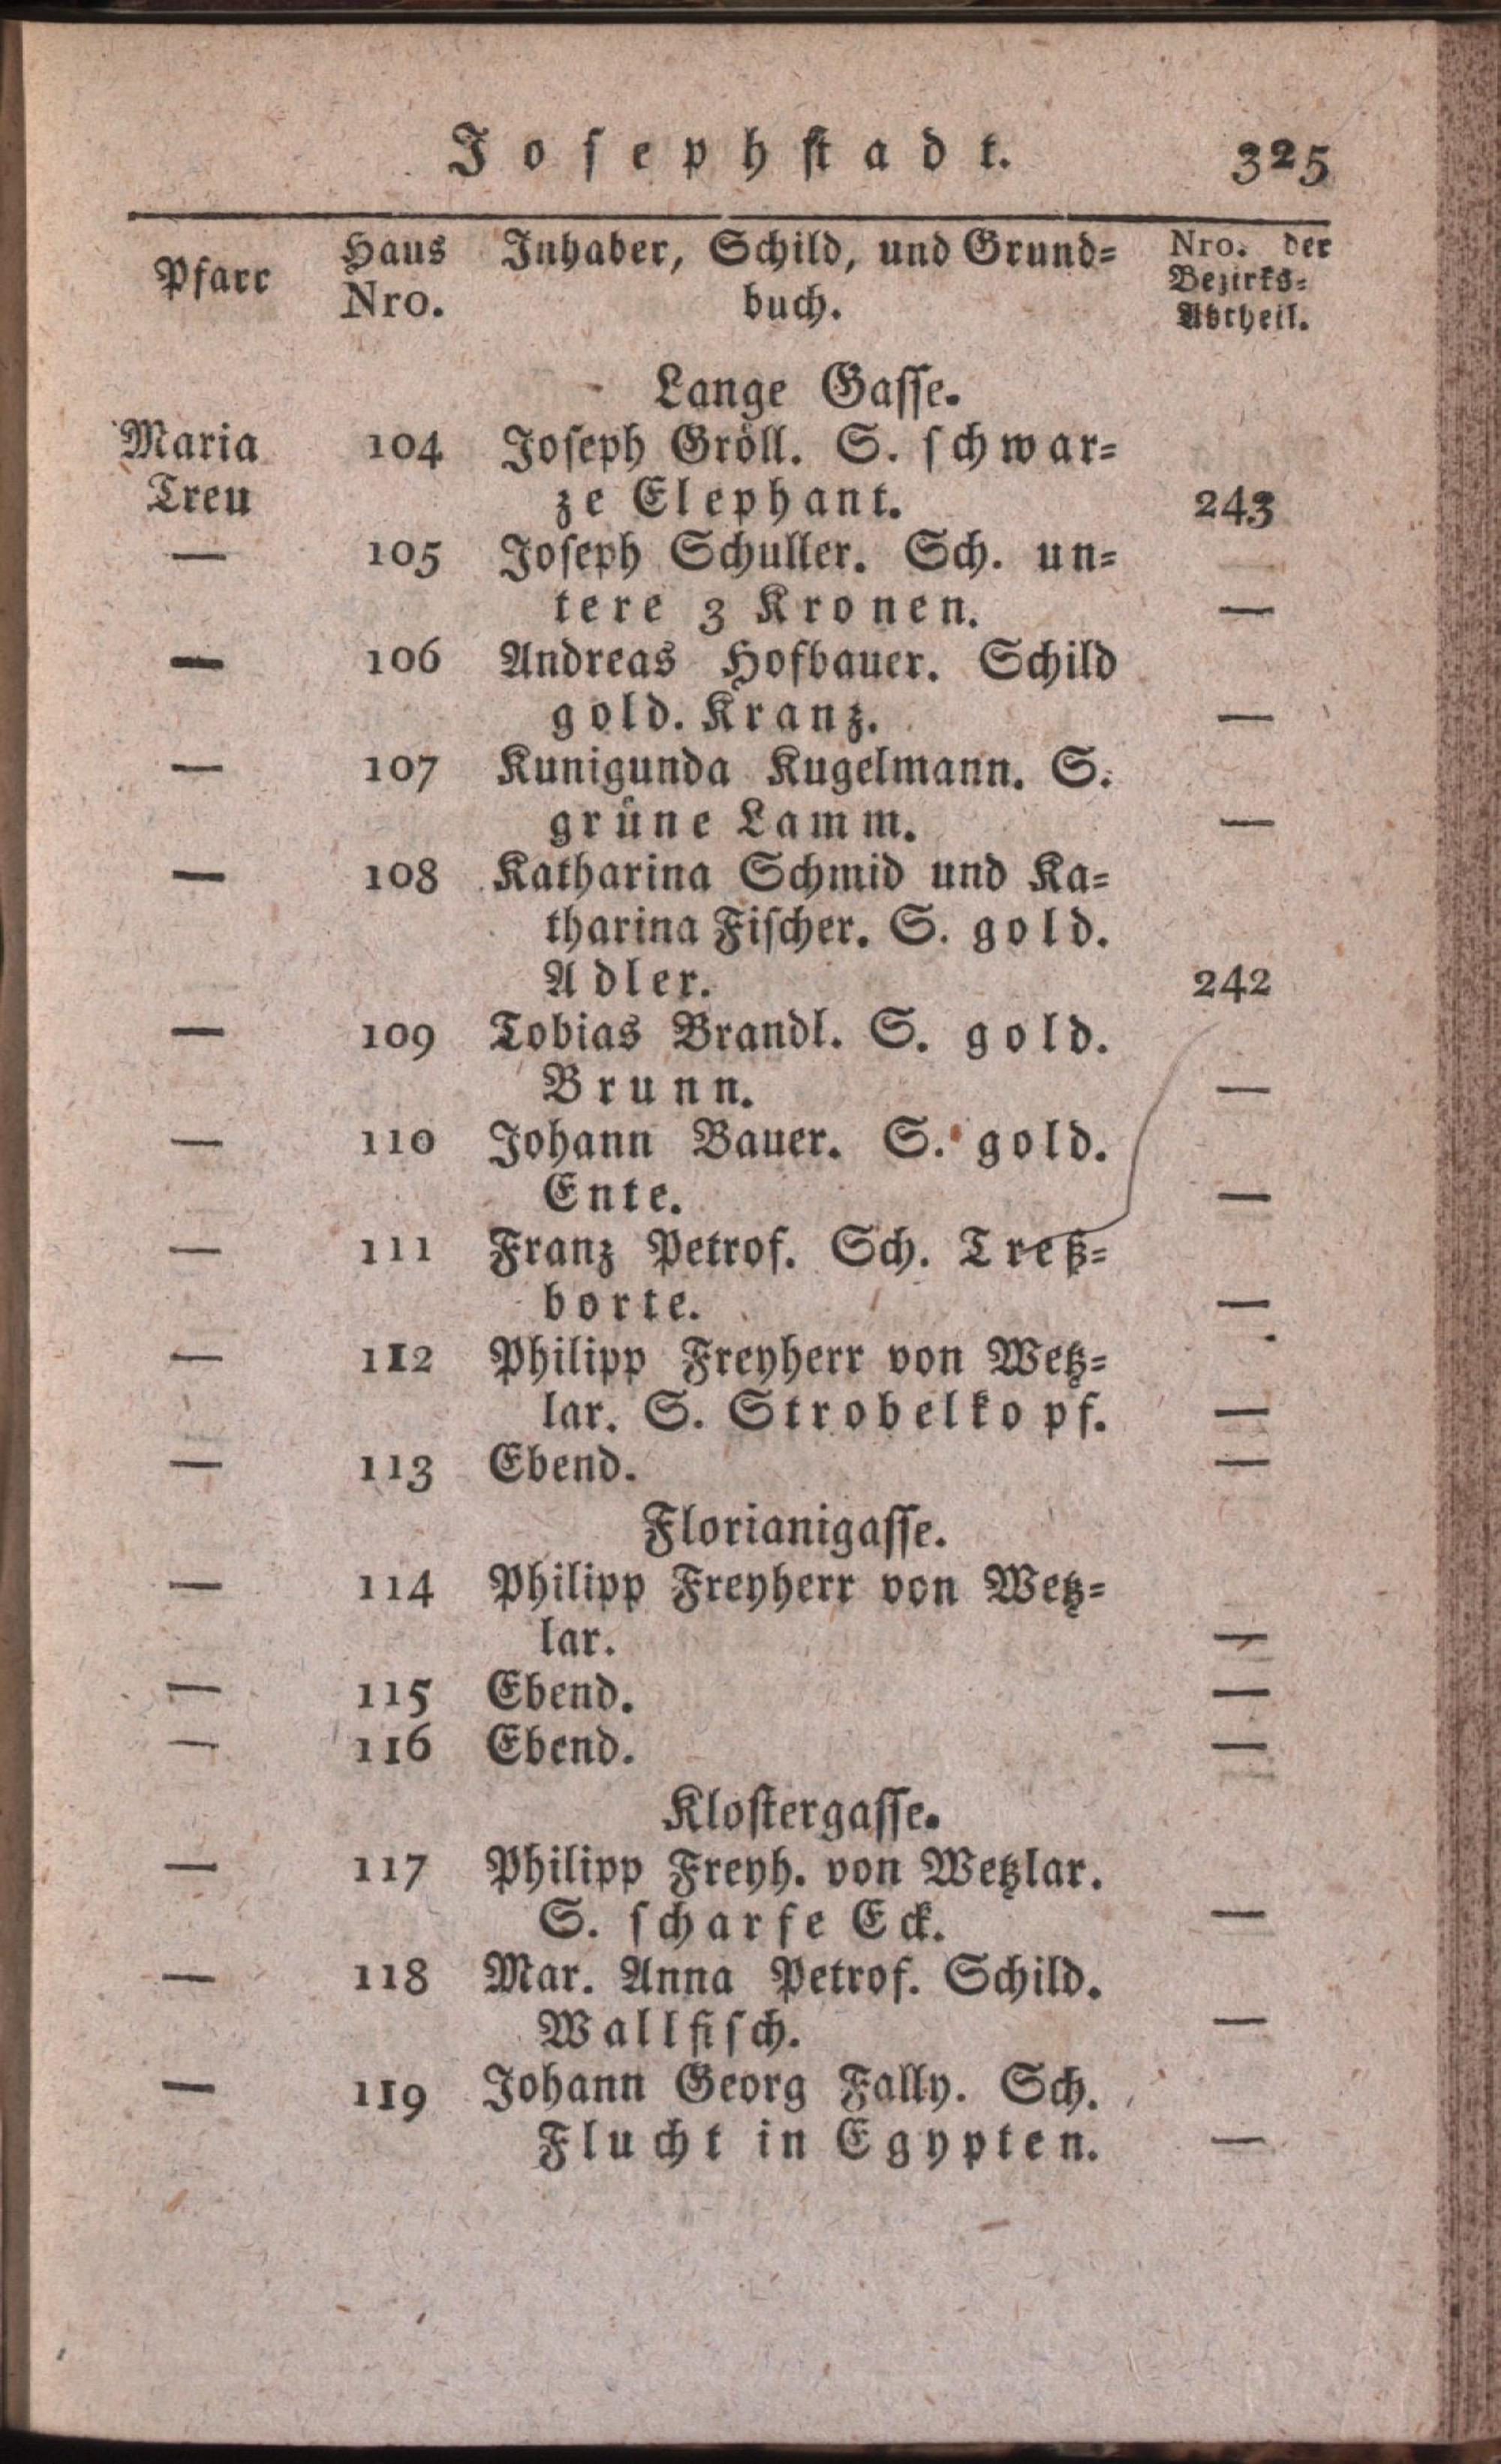 Josephstadt. 325
Pfarr Haus Inhaber, Schild, und Grund= Nro. der
Nro. buch. Bezirks=
Abtheil.
Lange Gasse.
Maria 104 Joseph Gröll. S. schwar=
Treu ze Elephant. 243
— 105 Joseph Schuller. Sch. un=
tere 3 Kronen. —
— 106 Andreas Hofbauer. Schild
gold. Kranz. —
— 107 Kunigunda Kugelmann. S.
grüne Lamm. —
— 108 Katharina Schmid und Ka=
tharina Fischer. S. gold.
Adler. 242
— 109 Tobias Brandl. S. gold.
Brunn. —
— 110 Johann Bauer. S. gold.
Ente. —
— 111 Franz Petrof. Sch. Treß=
borte. —
— 112 Philipp Freyherr von Wetz=
lar. S. Strobelkopf. —
— 113 Ebend. —
Florianigasse.
— 114 Philipp Freyherr von Wetz=
lar. —
— 115 Ebend. —
— 116 Ebend. —
Klostergasse.
— 117 Philipp Freyh. von Wetzlar.
S. scharfe Eck. —
— 118 Mar. Anna Petrof. Schild.
Wallfisch. —
— 119 Johann Georg Fally. Sch.
Flucht in Egypten. —